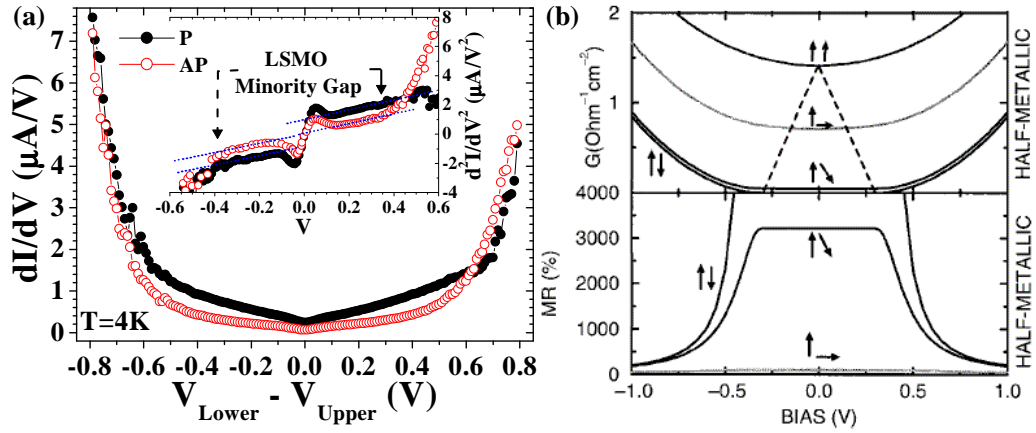 (a)
P
AP
LSMO
Minority Gap
8
6
4
2
0
-2
-4
d²I/dV² (µA/V²)
-0.6 -0.4 -0.2 0.0 0.2 0.4 0.6
V
7
6
5
4
3
2
1
0
dI/dV (µA/V)
T=4K
-0.8 -0.6 -0.4 -0.2 0.0 0.2 0.4 0.6 0.8
V Lower - V Upper (V)
(b)
2
1
G(Ohm⁻¹cm⁻²)
HALF-METALLIC
4000
3000
2000
1000
0
MR (%)
HALF-METALLIC
−1.0 −0.5 0.0 0.5 1.0
BIAS (V)